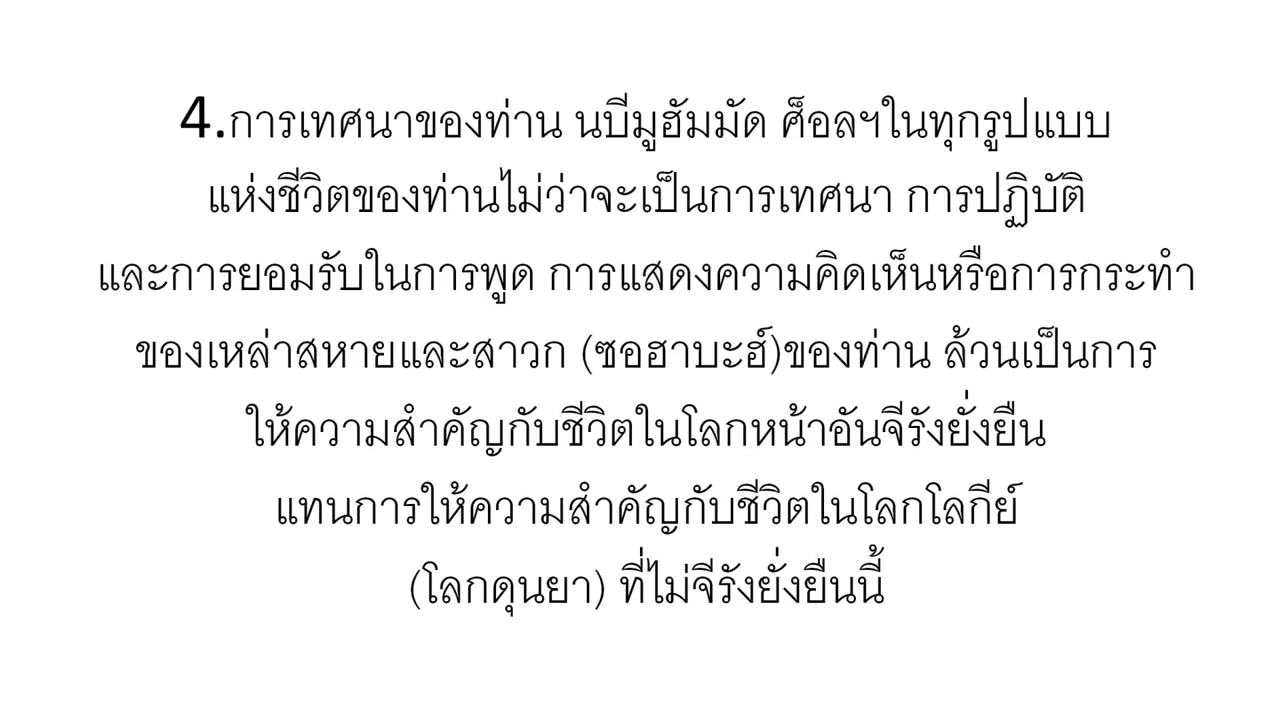 4.การเทศนาของท่าน นบีมูฮัมมัด ศ็อลฯในทุกรูปแบบ
แห่งชีวิตของท่านไม่ว่าจะเป็นการเทศนา การปฏิบัติ
และการยอมรับในการพูด การแสดงความคิดเห็นหรือการกระทำ
ของเหล่าสหายและสาวก (ซอฮาบะฮ์)ของท่าน ล้วนเป็นการ
ให้ความสำคัญกับชีวิตในโลกหน้าอันจีรังยั่งยืน
แทนการให้ความสำคัญกับชีวิตในโลกโลกีย์
(โลกดุนยา) ที่ไม่จีรังยั่งยืนนี้